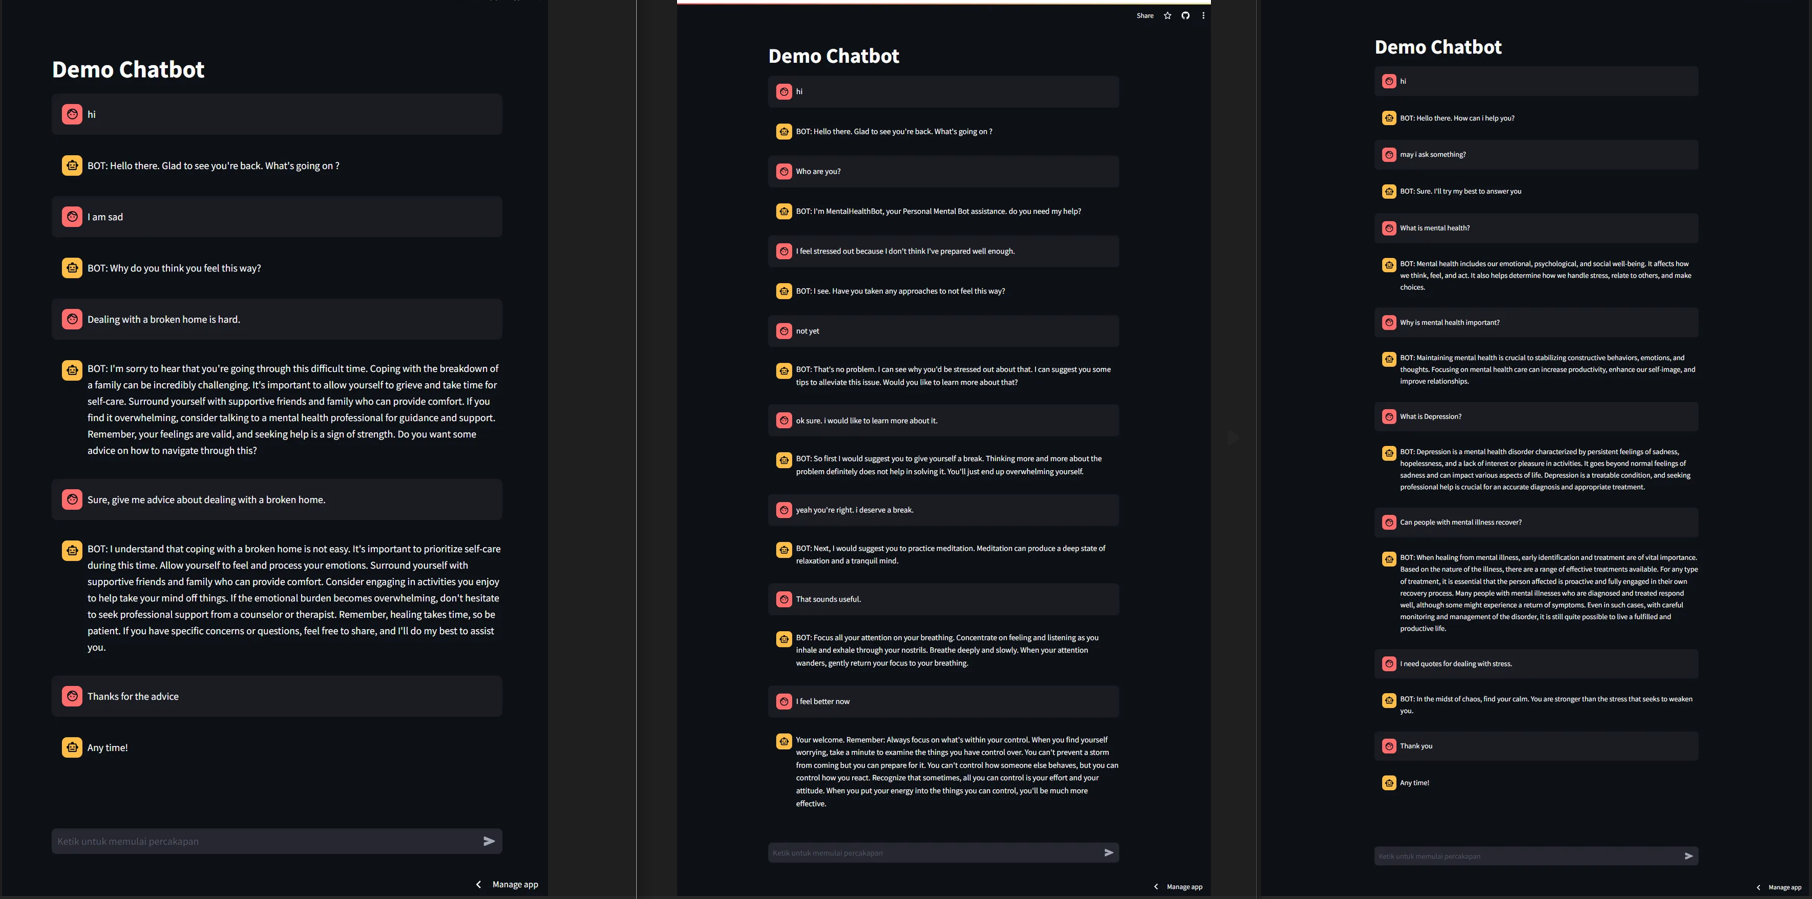 Demo Chatbot
hi
BOT: Hello there. Glad to see you're back. What's going on ?
I am sad
BOT: Why do you think you feel this way?
Dealing with a broken home is hard.
BOT: I'm sorry to hear that you're going through this difficult time. Coping with the breakdown of
a family can be incredibly challenging. It's important to allow yourself to grieve and take time for
self-care. Surround yourself with supportive friends and family who can provide comfort. If you
find it overwhelming, consider talking to a mental health professional for guidance and support.
Remember, your feelings are valid, and seeking help is a sign of strength. Do you want some
advice on how to navigate through this?
Sure, give me advice about dealing with a broken home.
BOT: I understand that coping with a broken home is not easy. It's important to prioritize self-care
during this time. Allow yourself to feel and process your emotions. Surround yourself with
supportive friends and family who can provide comfort. Consider engaging in activities you enjoy
to help take your mind off things. If the emotional burden becomes overwhelming, don't hesitate
to seek professional support from a counselor or therapist. Remember, healing takes time, so be
patient. If you have specific concerns or questions, feel free to share, and I'll do my best to assist
you.
Thanks for the advice
Any time!
Ketik untuk memulai percakapan
Manage app
Share
Demo Chatbot
hi
BOT: Hello there. Glad to see you're back. What's going on ?
Who are you?
BOT: I'm MentalHealthBot, your Personal Mental Bot assistance. do you need my help?
I feel stressed out because I don't think I've prepared well enough.
BOT: I see. Have you taken any approaches to not feel this way?
not yet
BOT: That's no problem. I can see why you'd be stressed out about that. I can suggest you some
tips to alleviate this issue. Would you like to learn more about that?
ok sure. i would like to learn more about it.
BOT: So first I would suggest you to give yourself a break. Thinking more and more about the
problem definitely does not help in solving it. You'll just end up overwhelming yourself.
yeah you're right. i deserve a break.
BOT: Next, I would suggest you to practice meditation. Meditation can produce a deep state of
relaxation and a tranquil mind.
That sounds useful.
BOT: Focus all your attention on your breathing. Concentrate on feeling and listening as you
inhale and exhale through your nostrils. Breathe deeply and slowly. When your attention
wanders, gently return your focus to your breathing.
I feel better now
Your welcome. Remember: Always focus on what's within your control. When you find yourself
worrying, take a minute to examine the things you have control over. You can't prevent a storm
from coming but you can prepare for it. You can't control how someone else behaves, but you can
control how you react. Recognize that sometimes, all you can control is your effort and your
attitude. When you put your energy into the things you can control, you'll be much more
effective.
Ketik untuk memulai percakapan
Manage app
Demo Chatbot
hi
BOT: Hello there. How can i help you?
may i ask something?
BOT: Sure. I'll try my best to answer you
What is mental health?
BOT: Mental health includes our emotional, psychological, and social well-being. It affects how
we think, feel, and act. It also helps determine how we handle stress, relate to others, and make
choices.
Why is mental health important?
BOT: Maintaining mental health is crucial to stabilizing constructive behaviors, emotions, and
thoughts. Focusing on mental health care can increase productivity, enhance our self-image, and
improve relationships.
What is Depression?
BOT: Depression is a mental health disorder characterized by persistent feelings of sadness,
hopelessness, and a lack of interest or pleasure in activities. It goes beyond normal feelings of
sadness and can impact various aspects of life. Depression is a treatable condition, and seeking
professional help is crucial for an accurate diagnosis and appropriate treatment.
Can people with mental illness recover?
BOT: When healing from mental illness, early identification and treatment are of vital importance.
Based on the nature of the illness, there are a range of effective treatments available. For any type
of treatment, it is essential that the person affected is proactive and fully engaged in their own
recovery process. Many people with mental illnesses who are diagnosed and treated respond
well, although some might experience a return of symptoms. Even in such cases, with careful
monitoring and management of the disorder, it is still quite possible to live a fulfilled and
productive life.
I need quotes for dealing with stress.
BOT: In the midst of chaos, find your calm. You are stronger than the stress that seeks to weaken
you.
Thank you
Any time!
Ketik untuk memulai percakapan
Manage app